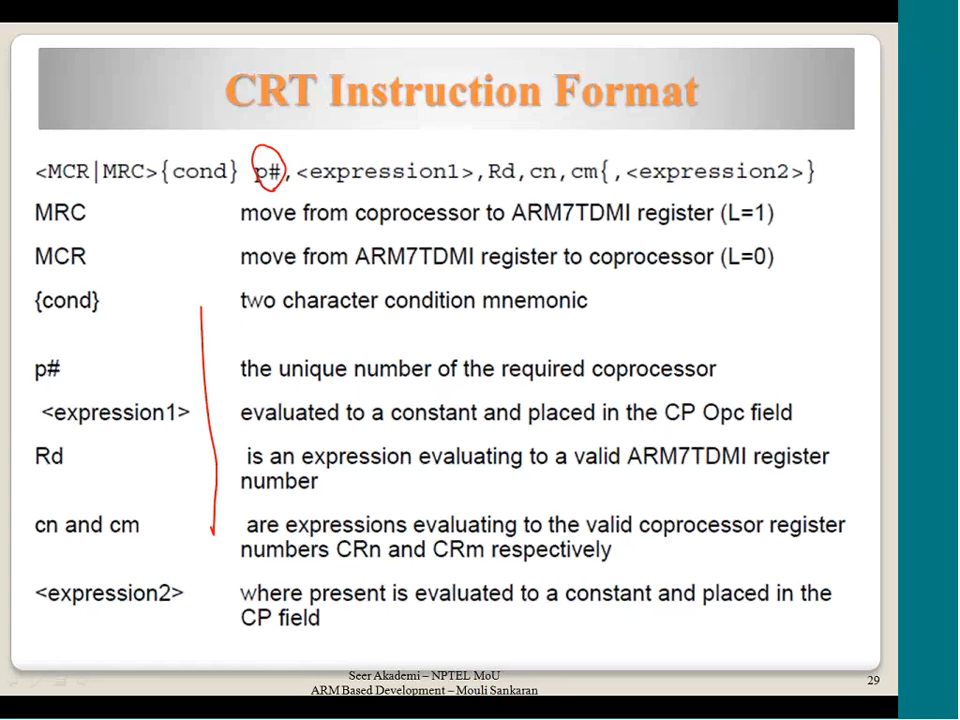 CRT Instruction Format
<MCR|MRC>{cond} p#,<expression1>,Rd,cn,cm{,<expression2>}
MRC move from coprocessor to ARM7TDMI register (L=1)
MCR move from ARM7TDMI register to coprocessor (L=0)
{cond} two character condition mnemonic
p# the unique number of the required coprocessor
<expression1> evaluated to a constant and placed in the CP Opc field
Rd is an expression evaluating to a valid ARM7TDMI register
number
cn and cm are expressions evaluating to the valid coprocessor register
numbers CRn and CRm respectively
<expression2> where present is evaluated to a constant and placed in the
CP field
Seer Akademi – NPTEL MoU
ARM Based Development – Mouli Sankaran
29